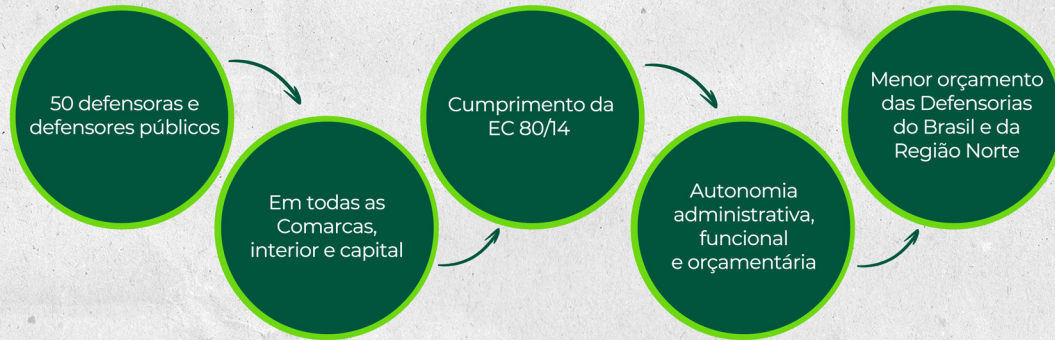 50 defensoras e
defensores públicos
Em todas as
Comarcas,
interior e capital
Cumprimento da
EC 80/14
Autonomia
administrativa,
funcional
e orçamentária
Menor orçamento
das Defensorias
do Brasil e da
Região Norte